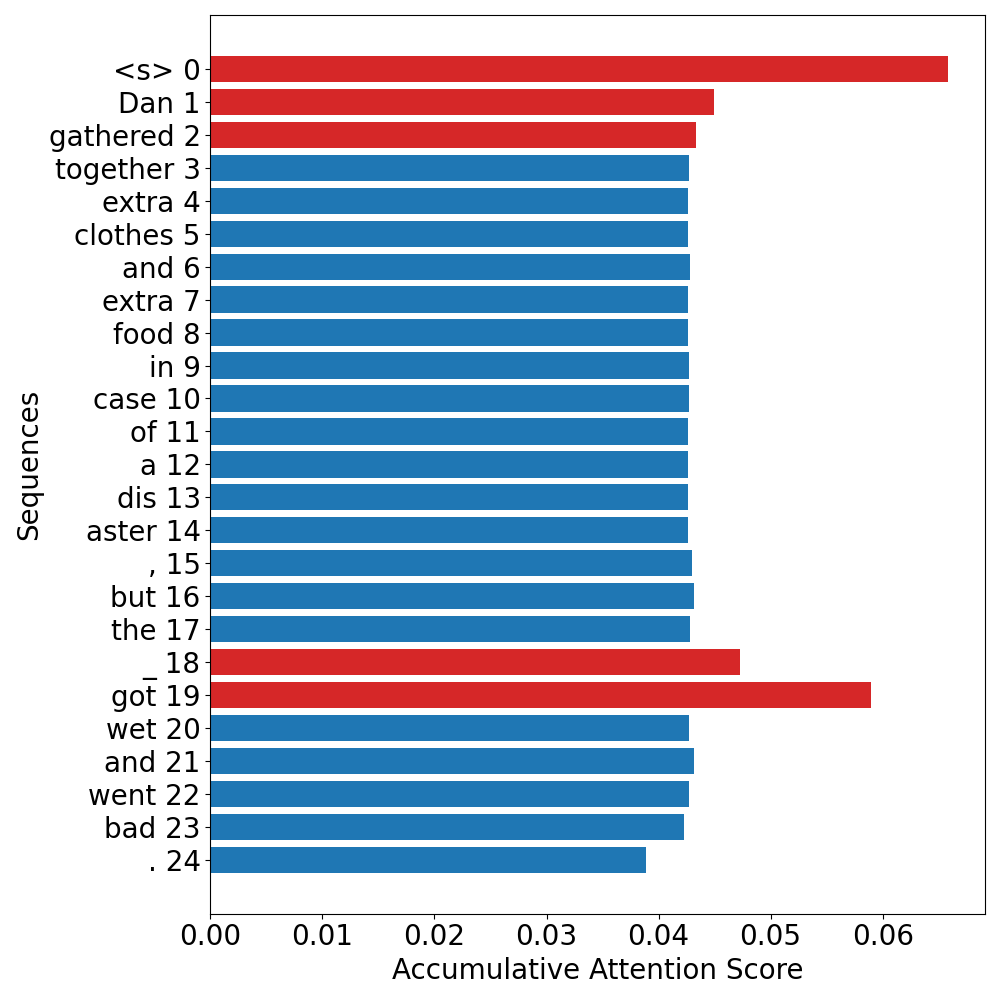 <s> 0
Dan 1
gathered 2
together 3
extra 4
clothes 5
and 6
extra 7
food 8
in 9
case 10
of 11
a 12
dis 13
aster 14
, 15
but 16
the 17
_ 18
got 19
wet 20
and 21
went 22
bad 23
. 24
Sequences
0.00 0.01 0.02 0.03 0.04 0.05 0.06
Accumulative Attention Score